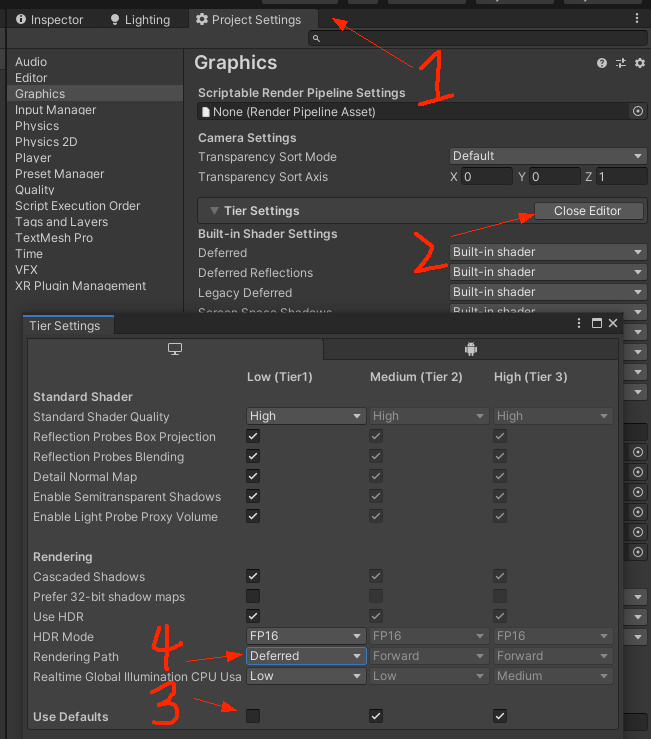 Inspector Lighting Project Settings
1
Audio
Editor
Graphics
Input Manager
Physics
Physics 2D
Player
Preset Manager
Quality
Script Execution Order
Tags and Layers
TextMesh Pro
Time
VFX
XR Plugin Management
Graphics
Scriptable Render Pipeline Settings
None (Render Pipeline Asset)
Camera Settings
Transparency Sort Mode Default
Transparency Sort Axis X 0 Y 0 Z 1
Tier Settings Close Editor
2
Built-in Shader Settings
Deferred Built-in shader
Deferred Reflections Built-in shader
Legacy Deferred Built-in shader
Screen Space Shadows
Tier Settings
Low (Tier1) Medium (Tier 2) High (Tier 3)
Standard Shader
Standard Shader Quality High High High
Reflection Probes Box Projection
Reflection Probes Blending
Detail Normal Map
Enable Semitransparent Shadows
Enable Light Probe Proxy Volume
Rendering
Cascaded Shadows
Prefer 32-bit shadow maps
Use HDR
HDR Mode FP16 FP16 FP16
4
Rendering Path Deferred Forward Forward
Realtime Global Illumination CPU Usa Low Low Medium
3
Use Defaults